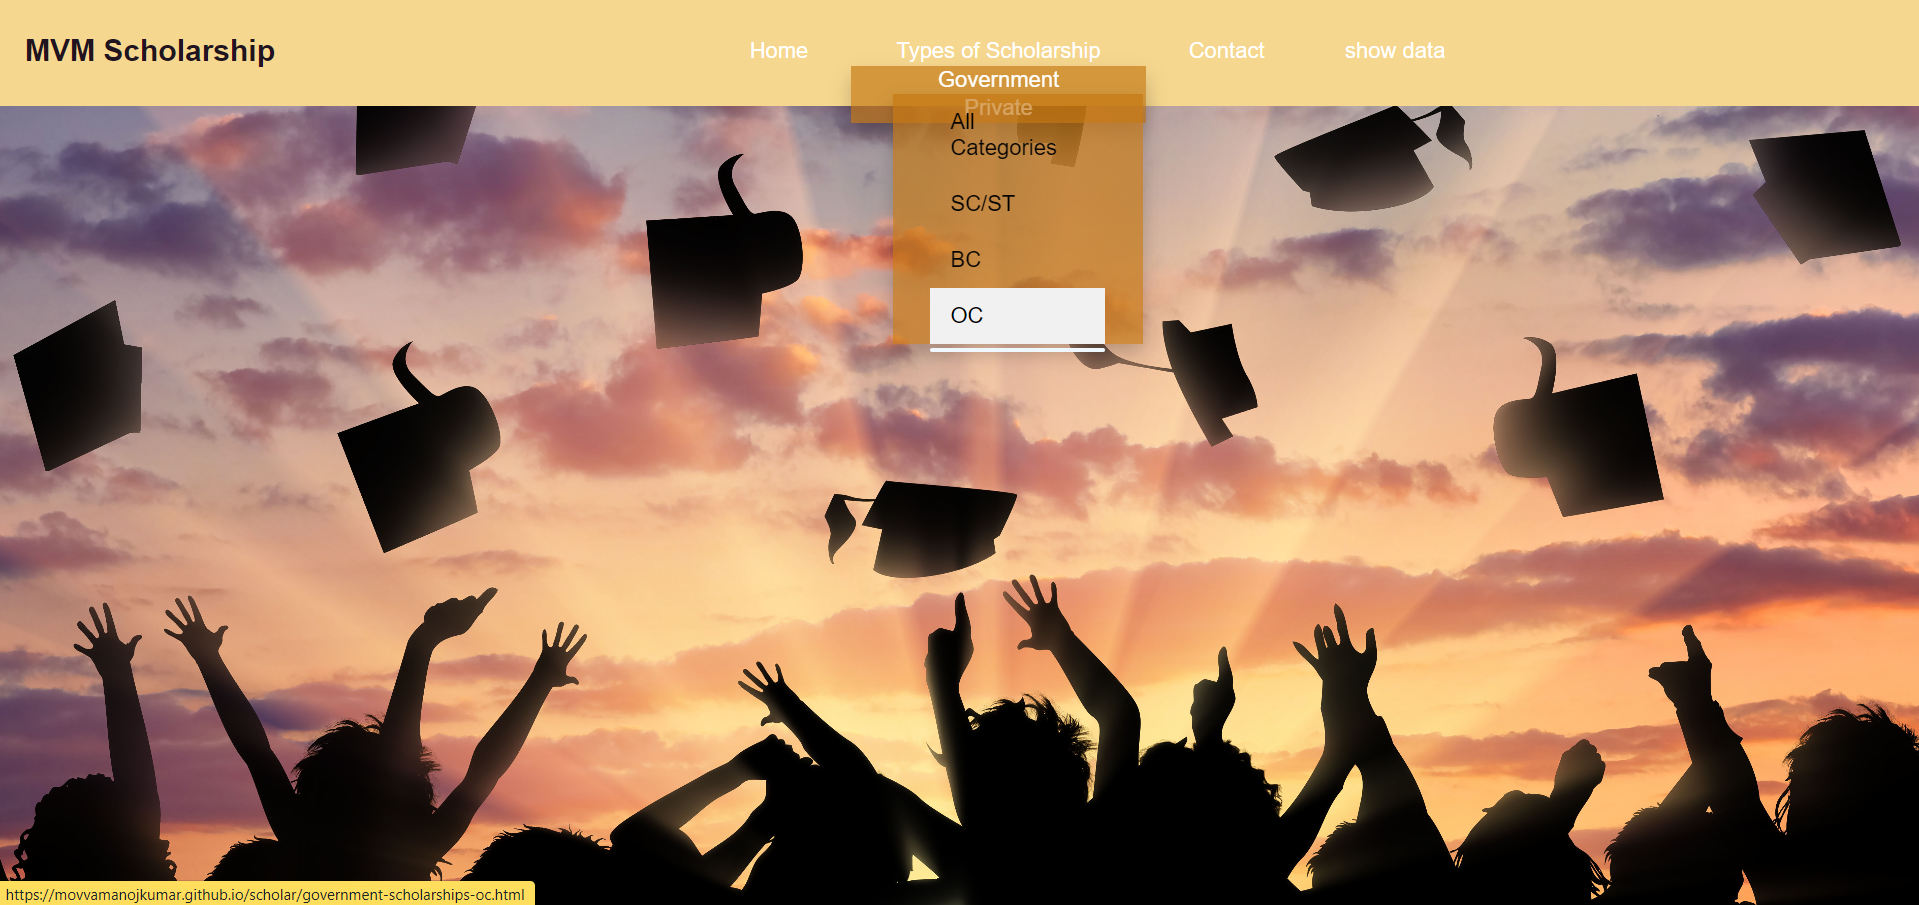 MVM Scholarship
Home
Types of Scholarship
Contact
show data
Government
Private
All
Categories
SC/ST
BC
OC
https://movvamanojkumar.github.io/scholar/government-scholarships-oc.html